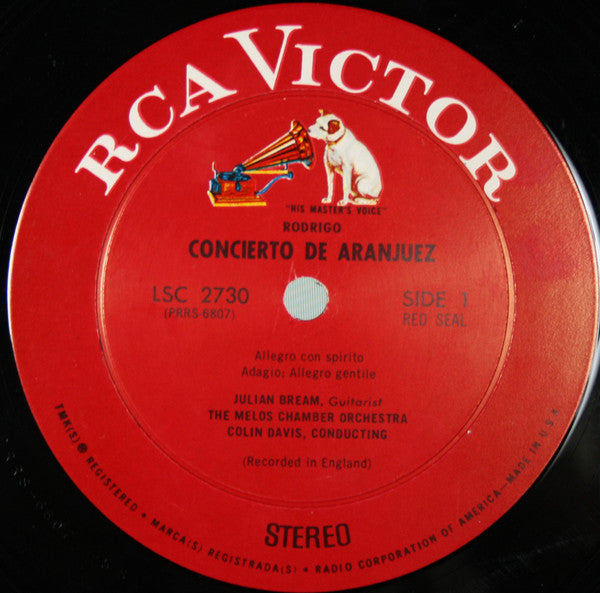 RCA VICTOR
"HIS MASTER'S VOICE"
RODRIGO
CONCIERTO DE ARANJUEZ
LSC 2730
(PRRS-6807)
SIDE 1
RED SEAL
Allegro con spirito
Adagio; Allegro gentile
JULIAN BREAM, Guitarist
THE MELOS CHAMBER ORCHESTRA
COLIN DAVIS, CONDUCTING
(Recorded in England)
STEREO
TMK(S) ® REGISTERED • MARCA(S) REGISTRADA(S) • RADIO CORPORATION OF AMERICA—MADE IN U.S.A.